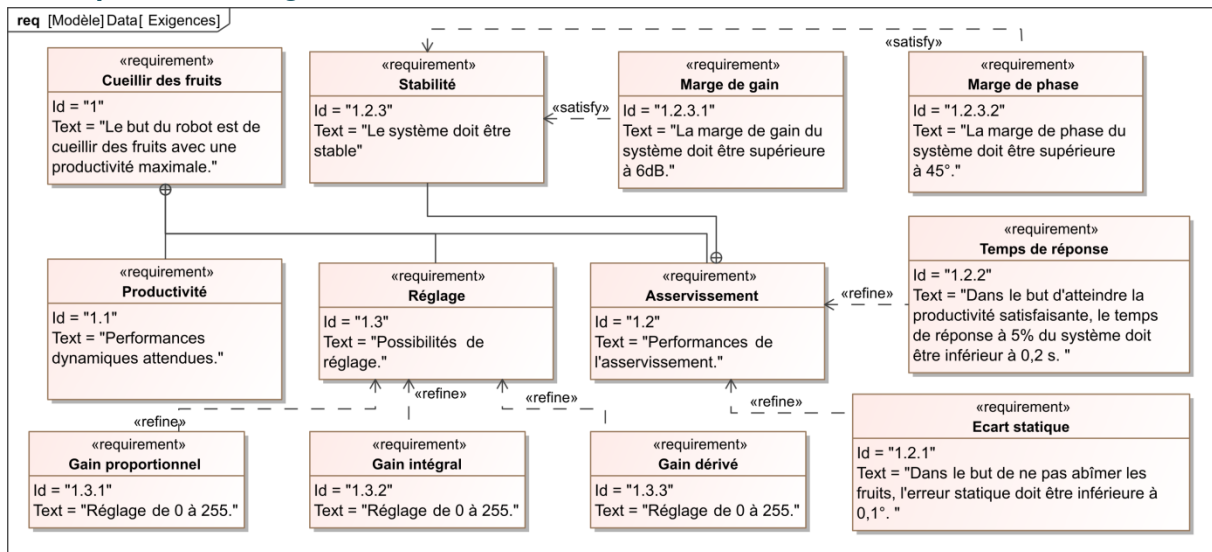 req [Modèle] Data[ Exigences]
«requirement»
Cueillir des fruits
Id = "1"
Text = "Le but du robot est de
cueillir des fruits avec une
productivité maximale."
«requirement»
Stabilité
Id = "1.2.3"
Text = "Le système doit être
stable"
«satisfy»
«requirement»
Marge de gain
Id = "1.2.3.1"
Text = "La marge de gain du
système doit être supérieure
à 6dB."
«satisfy»
«requirement»
Marge de phase
Id = "1.2.3.2"
Text = "La marge de phase du
système doit être supérieure
à 45°."
«requirement»
Productivité
Id = "1.1"
Text = "Performances
dynamiques attendues."
«requirement»
Réglage
Id = "1.3"
Text = "Possibilités de
réglage."
«requirement»
Asservissement
Id = "1.2"
Text = "Performances de
l'asservissement."
«refine»
«requirement»
Temps de réponse
Id = "1.2.2"
Text = "Dans le but d'atteindre la
productivité satisfaisante, le temps
de réponse à 5% du système doit
être inférieur à 0,2 s. "
«refine»
«refine»
«refine»
«refine»
«requirement»
Gain proportionnel
Id = "1.3.1"
Text = "Réglage de 0 à 255."
«requirement»
Gain intégral
Id = "1.3.2"
Text = "Réglage de 0 à 255."
«requirement»
Gain dérivé
Id = "1.3.3"
Text = "Réglage de 0 à 255."
«requirement»
Ecart statique
Id = "1.2.1"
Text = "Dans le but de ne pas abîmer les
fruits, l'erreur statique doit être inférieure à
0,1°. "